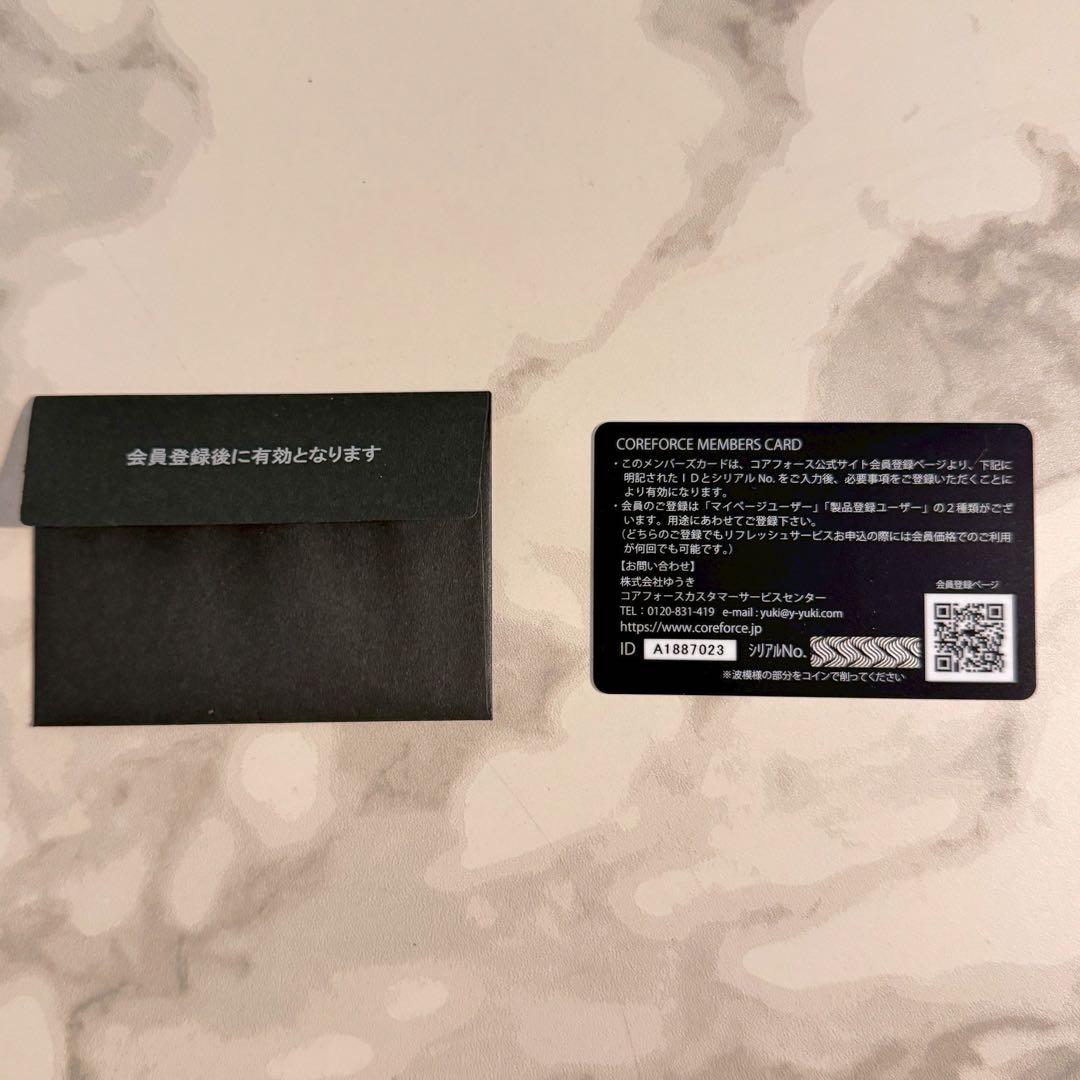 会員登録後に有効となります
COREFORCE MEMBERS CARD
・このメンバーズカードは、コアフォース公式サイト会員登録ページより、下記に
明記されたＩＤとシリアル No. をご入力後、必要事項をご登録いただくことに
より有効になります。
・会員のご登録は「マイページユーザー」「製品登録ユーザー」の２種類がござ
います。用途にあわせてご登録下さい。
（どちらのご登録でもリフレッシュサービスお申込の際には会員価格でのご利用
が何回でも可能です。）
【お問い合わせ】
株式会社ゆうき
コアフォースカスタマーサービスセンター
TEL：0120-831-419 e-mail : yuki@y-yuki.com
https://www.coreforce.jp
会員登録ページ
ID A1887023 ｼﾘｱﾙNo.
※波模様の部分をコインで削ってください